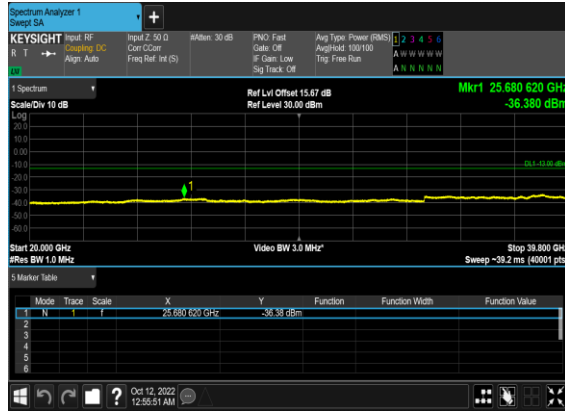 Spectrum Analyzer 1
Swept SA
+
KEYSIGHT Input: RF Input Z: 50 Ω #Atten: 30 dB PNO: Fast Avg Type: Power (RMS) 1 2 3 4 5 6
R T Coupling: DC Corr CCorr Gate: Off Avg|Hold: 100/100 A W W W W W
Align: Auto Freq Ref: Int (S) IF Gain: Low Trig: Free Run
Sig Track: Off A N N N N N
1 Spectrum
Ref Lvl Offset 15.67 dB Mkr1 25.680 620 GHz
Scale/Div 10 dB Ref Level 30.00 dBm -36.380 dBm
Log
20.0
10.0
0.00
-10.0
DL1 -13.00 dBm
-20.0
1
-30.0
-40.0
-50.0
-60.0
Start 20.000 GHz Video BW 3.0 MHz* Stop 39.800 GHz
#Res BW 1.0 MHz Sweep ~39.2 ms (40001 pts)
5 Marker Table
Mode Trace Scale X Y Function Function Width Function Value
1 N 1 f 25.680 620 GHz -36.38 dBm
2
3
4
5
6
? Oct 12, 2022
12:55:51 AM